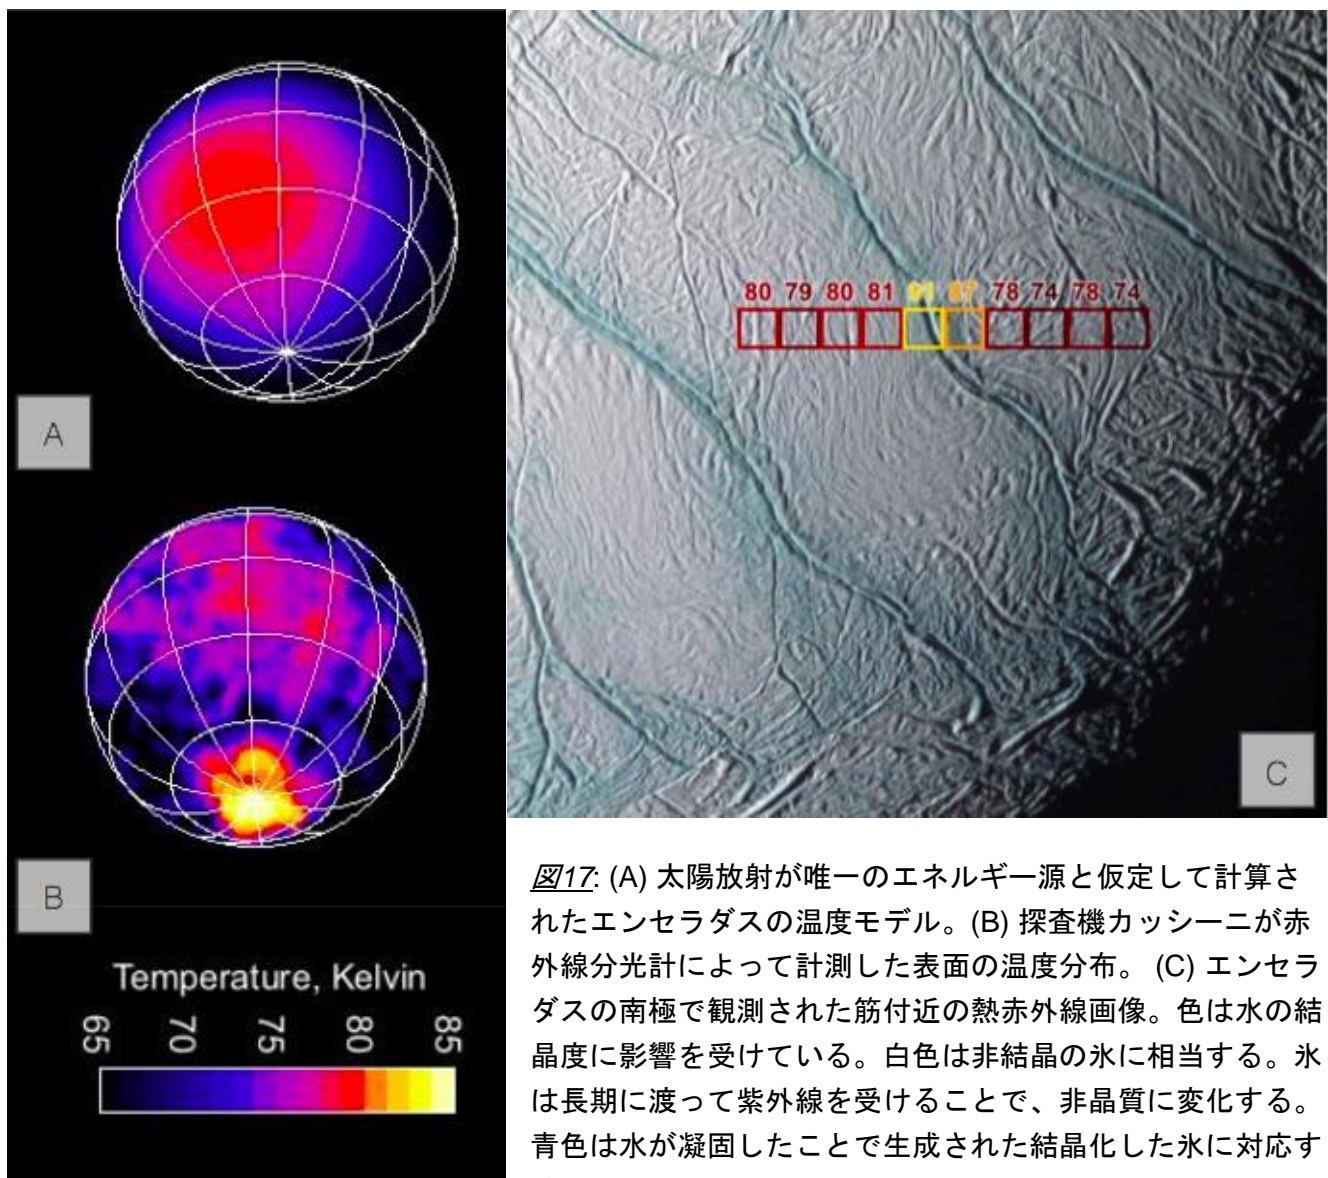 A
B
Temperature, Kelvin
65 70 75 80 85
80 79 80 81 91 87 78 74 78 74
C
図17: (A) 太陽放射が唯一のエネルギー源と仮定して計算さ
れたエンセラダスの温度モデル。(B) 探査機カッシーニが赤
外線分光計によって計測した表面の温度分布。 (C) エンセラ
ダスの南極で観測された筋付近の熱赤外線画像。色は水の結
晶度に影響を受けている。白色は非結晶の氷に相当する。氷
は長期に渡って紫外線を受けることで、非晶質に変化する。
青色は水が凝固したことで生成された結晶化した氷に対応す